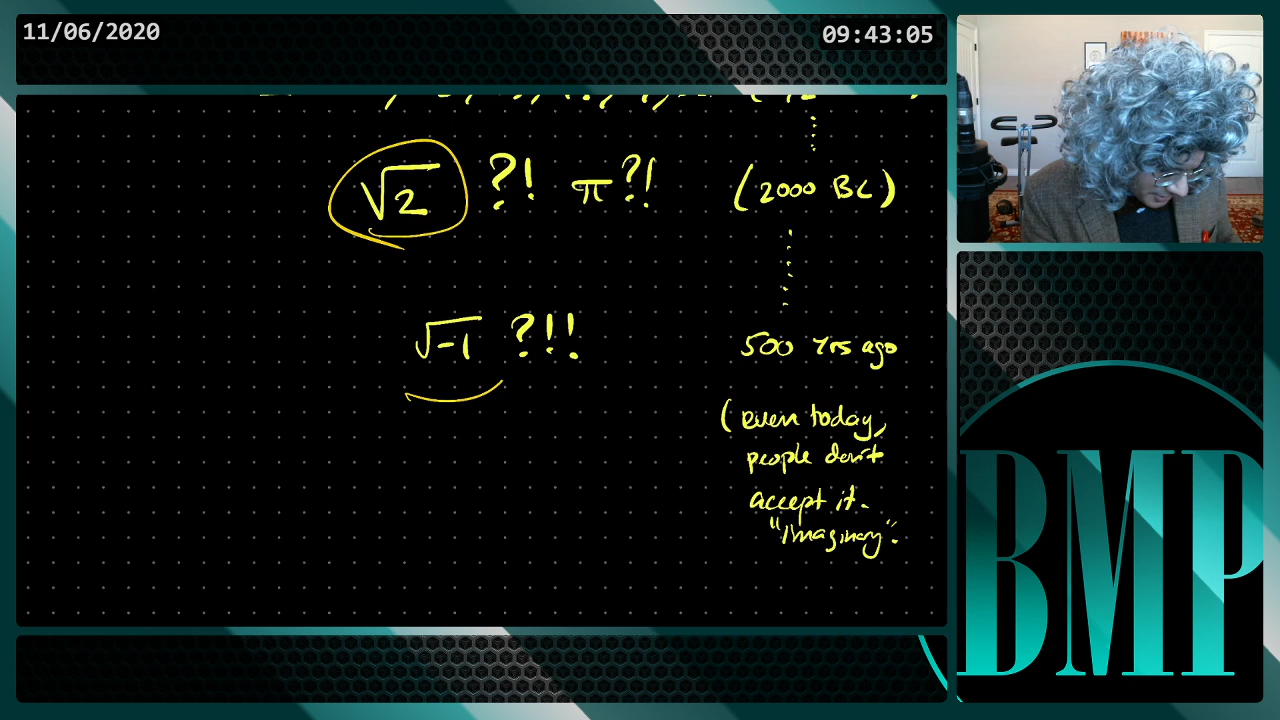 11/06/2020
09:43:05
√2 ?! π ?! (2000 BC)
√-1 ?!! 500 Yrs ago
(even today,
people don't
accept it.
"Imaginary".
BMP